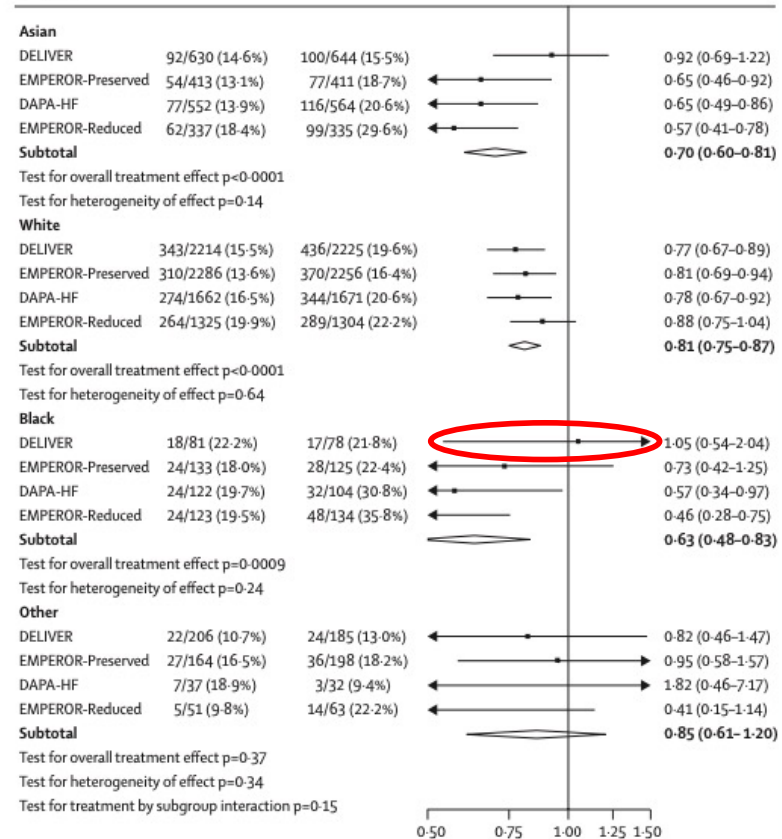 Asian
DELIVER 92/630 (14·6%) 100/644 (15·5%) 0·92 (0·69–1·22)
EMPEROR-Preserved 54/413 (13·1%) 77/411 (18·7%) 0·65 (0·46–0·92)
DAPA-HF 77/552 (13·9%) 116/564 (20·6%) 0·65 (0·49–0·86)
EMPEROR-Reduced 62/337 (18·4%) 99/335 (29·6%) 0·57 (0·41–0·78)
Subtotal 0·70 (0·60–0·81)
Test for overall treatment effect p<0·0001
Test for heterogeneity of effect p=0·14
White
DELIVER 343/2214 (15·5%) 436/2225 (19·6%) 0·77 (0·67–0·89)
EMPEROR-Preserved 310/2286 (13·6%) 370/2256 (16·4%) 0·81 (0·69–0·94)
DAPA-HF 274/1662 (16·5%) 344/1671 (20·6%) 0·78 (0·67–0·92)
EMPEROR-Reduced 264/1325 (19·9%) 289/1304 (22·2%) 0·88 (0·75–1·04)
Subtotal 0·81 (0·75–0·87)
Test for overall treatment effect p<0·0001
Test for heterogeneity of effect p=0·64
Black
DELIVER 18/81 (22·2%) 17/78 (21·8%) 1·05 (0·54–2·04)
EMPEROR-Preserved 24/133 (18·0%) 28/125 (22·4%) 0·73 (0·42–1·25)
DAPA-HF 24/122 (19·7%) 32/104 (30·8%) 0·57 (0·34–0·97)
EMPEROR-Reduced 24/123 (19·5%) 48/134 (35·8%) 0·46 (0·28–0·75)
Subtotal 0·63 (0·48–0·83)
Test for overall treatment effect p=0·0009
Test for heterogeneity of effect p=0·24
Other
DELIVER 22/206 (10·7%) 24/185 (13·0%) 0·82 (0·46–1·47)
EMPEROR-Preserved 27/164 (16·5%) 36/198 (18·2%) 0·95 (0·58–1·57)
DAPA-HF 7/37 (18·9%) 3/32 (9·4%) 1·82 (0·46–7·17)
EMPEROR-Reduced 5/51 (9·8%) 14/63 (22·2%) 0·41 (0·15–1·14)
Subtotal 0·85 (0·61–1·20)
Test for overall treatment effect p=0·37
Test for heterogeneity of effect p=0·34
Test for treatment by subgroup interaction p=0·15
0·50 0·75 1·00 1·25 1·50